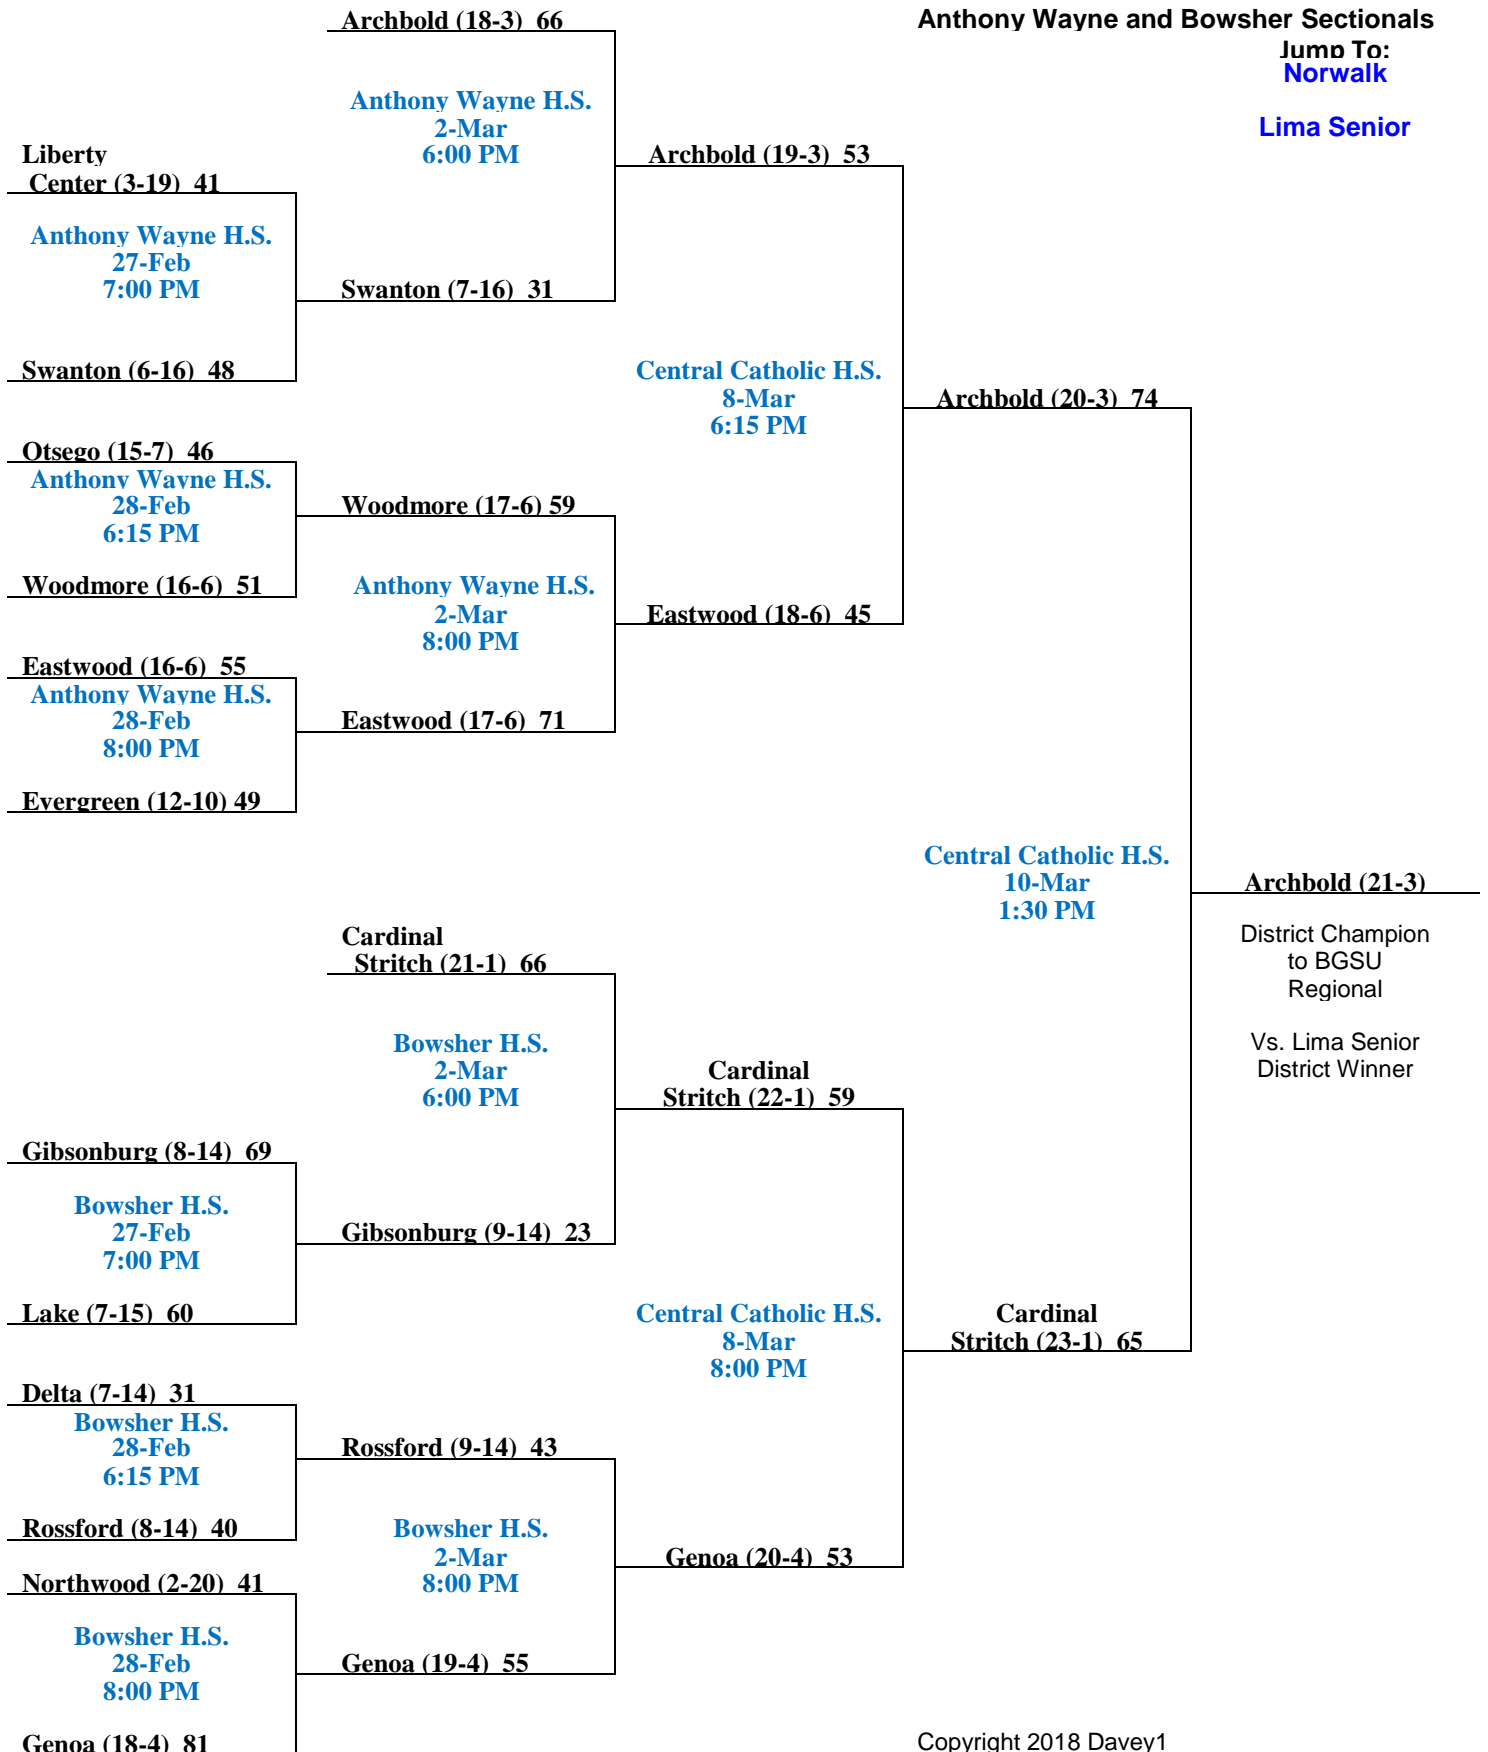 Archbold (18-3) 66
Anthony Wayne and Bowsher Sectionals
Jump To:
Norwalk
Lima Senior
Anthony Wayne H.S.
2-Mar
6:00 PM
Liberty
Center (3-19) 41
Archbold (19-3) 53
Anthony Wayne H.S.
27-Feb
7:00 PM
Swanton (7-16) 31
Swanton (6-16) 48
Central Catholic H.S.
8-Mar
6:15 PM
Archbold (20-3) 74
Otsego (15-7) 46
Anthony Wayne H.S.
28-Feb
6:15 PM
Woodmore (17-6) 59
Woodmore (16-6) 51
Anthony Wayne H.S.
2-Mar
8:00 PM
Eastwood (18-6) 45
Eastwood (16-6) 55
Anthony Wayne H.S.
28-Feb
8:00 PM
Eastwood (17-6) 71
Evergreen (12-10) 49
Central Catholic H.S.
10-Mar
1:30 PM
Archbold (21-3)
District Champion
to BGSU
Regional
Vs. Lima Senior
District Winner
Cardinal
Stritch (21-1) 66
Bowsher H.S.
2-Mar
6:00 PM
Cardinal
Stritch (22-1) 59
Gibsonburg (8-14) 69
Bowsher H.S.
27-Feb
7:00 PM
Gibsonburg (9-14) 23
Lake (7-15) 60
Central Catholic H.S.
8-Mar
8:00 PM
Cardinal
Stritch (23-1) 65
Delta (7-14) 31
Bowsher H.S.
28-Feb
6:15 PM
Rossford (9-14) 43
Rossford (8-14) 40
Bowsher H.S.
2-Mar
8:00 PM
Genoa (20-4) 53
Northwood (2-20) 41
Bowsher H.S.
28-Feb
8:00 PM
Genoa (19-4) 55
Genoa (18-4) 81
Copyright 2018 Davey1